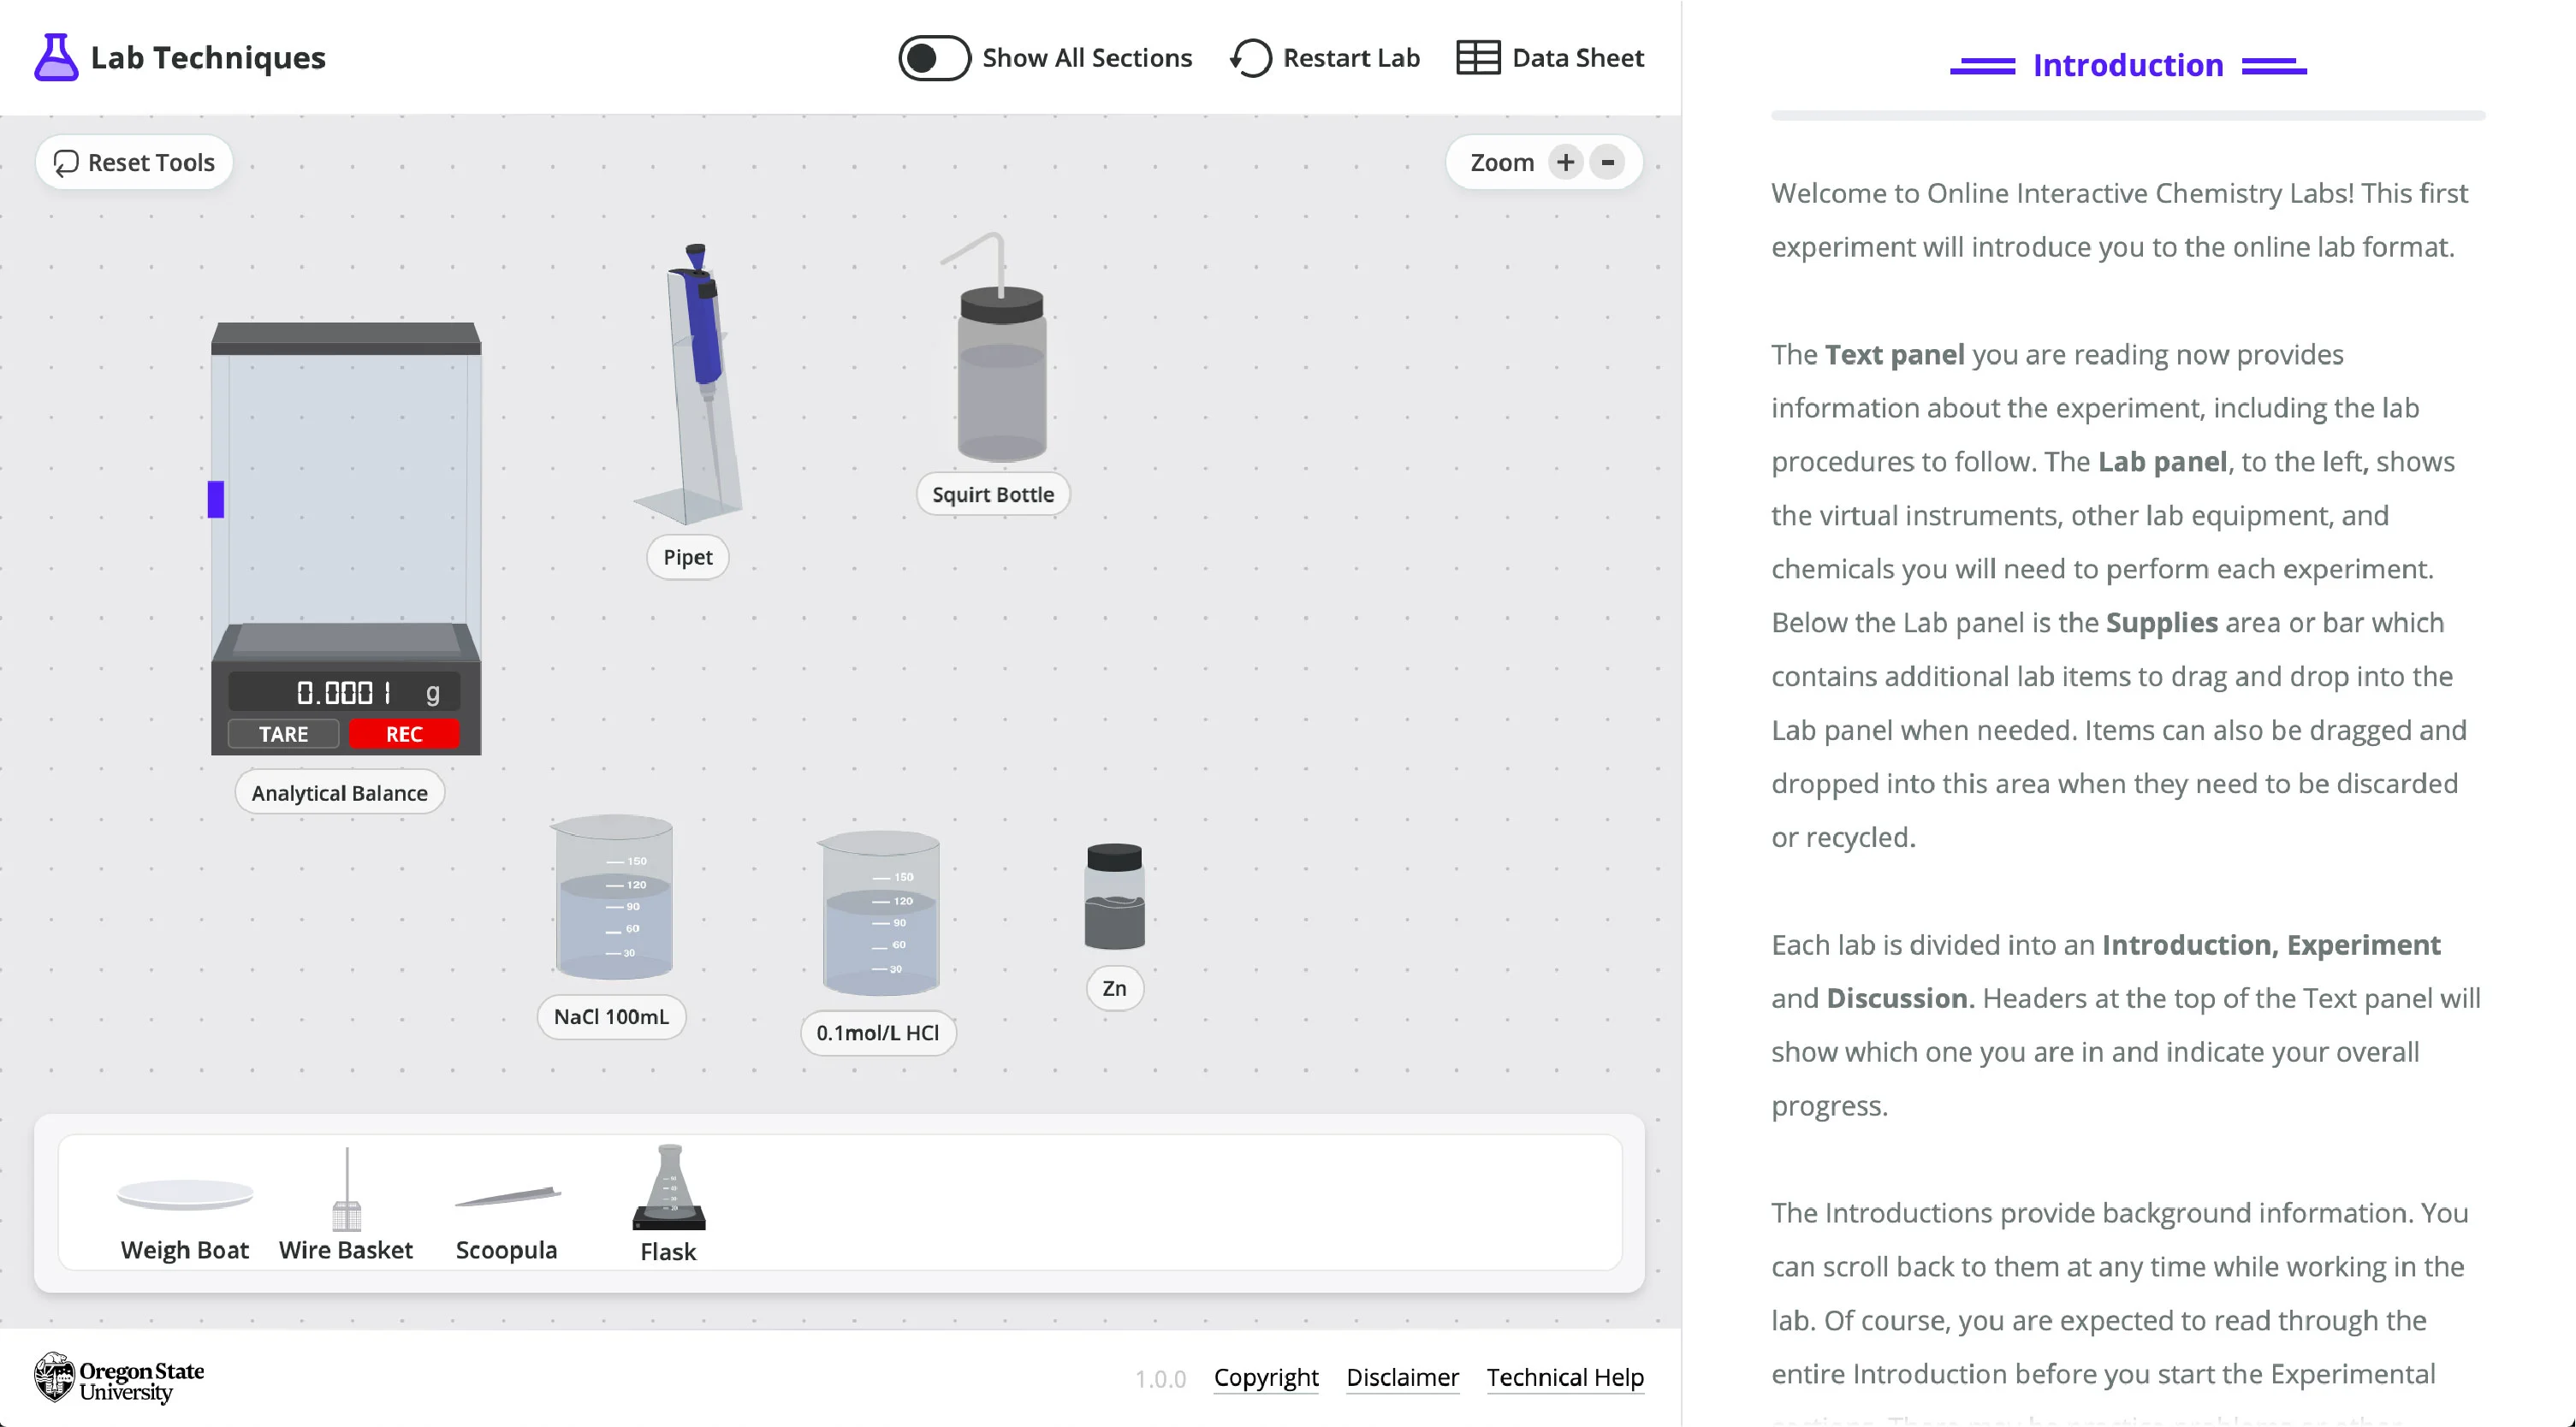 Lab Techniques
Show All Sections
Restart Lab
Data Sheet
Reset Tools
Zoom + -
Pipet
Squirt Bottle
0.0001 g
TARE
REC
Analytical Balance
150
120
90
60
30
NaCl 100mL
150
120
90
60
30
0.1mol/L HCl
Zn
Weigh Boat
Wire Basket
Scoopula
Flask
Oregon State
University
1.0.0
Copyright
Disclaimer
Technical Help
Introduction
Welcome to Online Interactive Chemistry Labs! This first
experiment will introduce you to the online lab format.
The Text panel you are reading now provides
information about the experiment, including the lab
procedures to follow. The Lab panel, to the left, shows
the virtual instruments, other lab equipment, and
chemicals you will need to perform each experiment.
Below the Lab panel is the Supplies area or bar which
contains additional lab items to drag and drop into the
Lab panel when needed. Items can also be dragged and
dropped into this area when they need to be discarded
or recycled.
Each lab is divided into an Introduction, Experiment
and Discussion. Headers at the top of the Text panel will
show which one you are in and indicate your overall
progress.
The Introductions provide background information. You
can scroll back to them at any time while working in the
lab. Of course, you are expected to read through the
entire Introduction before you start the Experimental